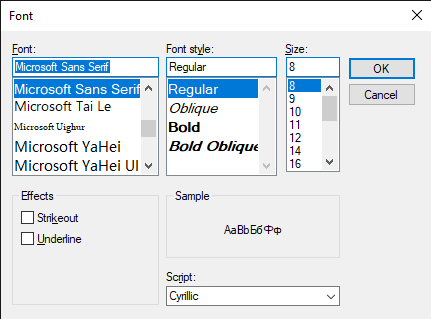 Font
Font:
Microsoft Sans Serif
Microsoft Sans Serif
Microsoft Tai Le
Microsoft Uighur
Microsoft YaHei
Microsoft YaHei UI
Font style:
Regular
Regular
Oblique
Bold
Bold Oblique
Size:
8
8
9
10
11
12
14
16
OK
Cancel
Effects
Strikeout
Underline
Sample
АаВbБбФф
Script:
Cyrillic